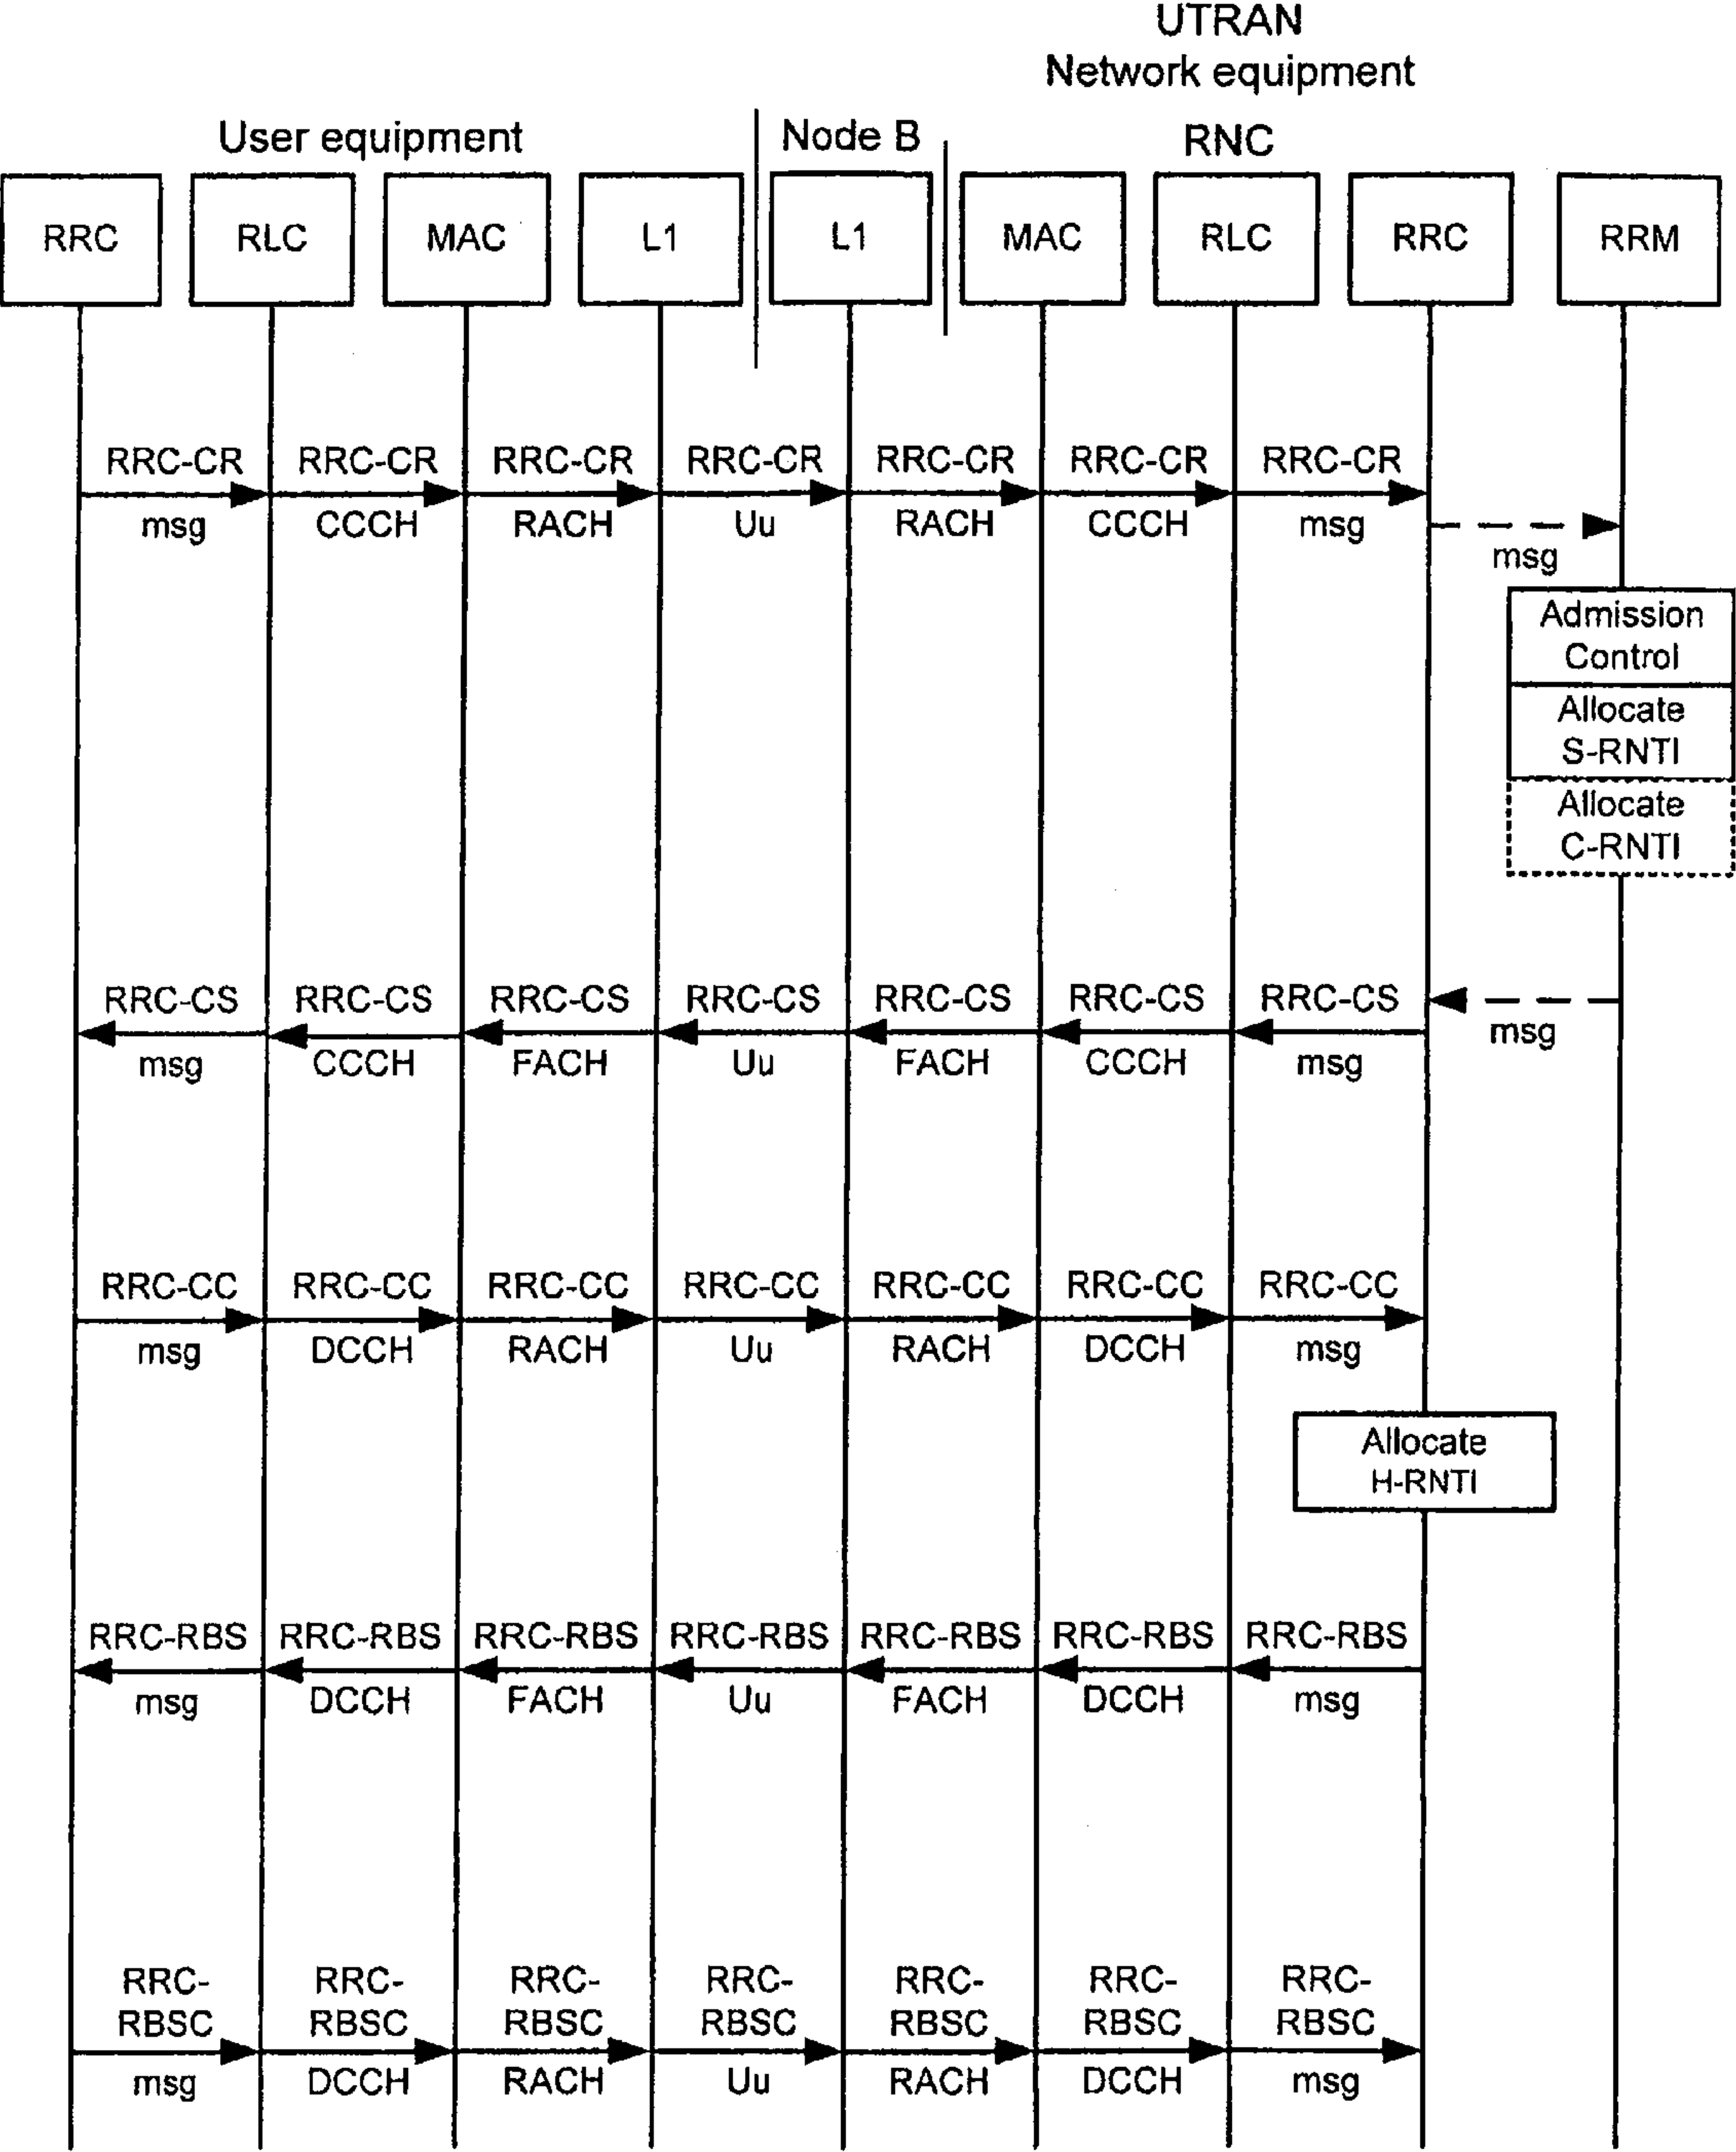 UTRAN
Network equipment
User equipment
Node B
RNC
RRC
RLC
MAC
L1
L1
MAC
RLC
RRC
RRM
RRC-CR RRC-CR RRC-CR RRC-CR RRC-CR RRC-CR RRC-CR
msg CCCH RACH Uu RACH CCCH msg
msg
Admission
Control
Allocate
S-RNTI
Allocate
C-RNTI
RRC-CS RRC-CS RRC-CS RRC-CS RRC-CS RRC-CS RRC-CS
msg CCCH FACH Uu FACH CCCH msg
msg
RRC-CC RRC-CC RRC-CC RRC-CC RRC-CC RRC-CC RRC-CC
msg DCCH RACH Uu RACH DCCH msg
Allocate
H-RNTI
RRC-RBS RRC-RBS RRC-RBS RRC-RBS RRC-RBS RRC-RBS RRC-RBS
msg DCCH FACH Uu FACH DCCH msg
RRC- RRC- RRC- RRC- RRC- RRC- RRC-
RBSC RBSC RBSC RBSC RBSC RBSC RBSC
msg DCCH RACH Uu RACH DCCH msg